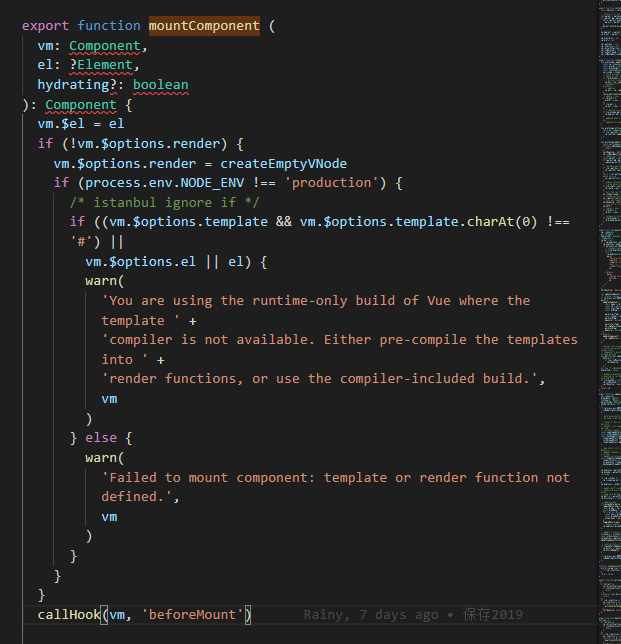 export function mountComponent (
vm: Component,
el: ?Element,
hydrating?: boolean
): Component {
vm.$el = el
if (!vm.$options.render) {
vm.$options.render = createEmptyVNode
if (process.env.NODE_ENV !== 'production') {
/* istanbul ignore if */
if ((vm.$options.template && vm.$options.template.charAt(0) !==
'#') ||
vm.$options.el || el) {
warn(
'You are using the runtime-only build of Vue where the
template ' +
'compiler is not available. Either pre-compile the templates
into ' +
'render functions, or use the compiler-included build.',
vm
)
} else {
warn(
'Failed to mount component: template or render function not
defined.',
vm
)
}
}
}
callHook(vm, 'beforeMount') Rainy, 7 days ago • 保存2019